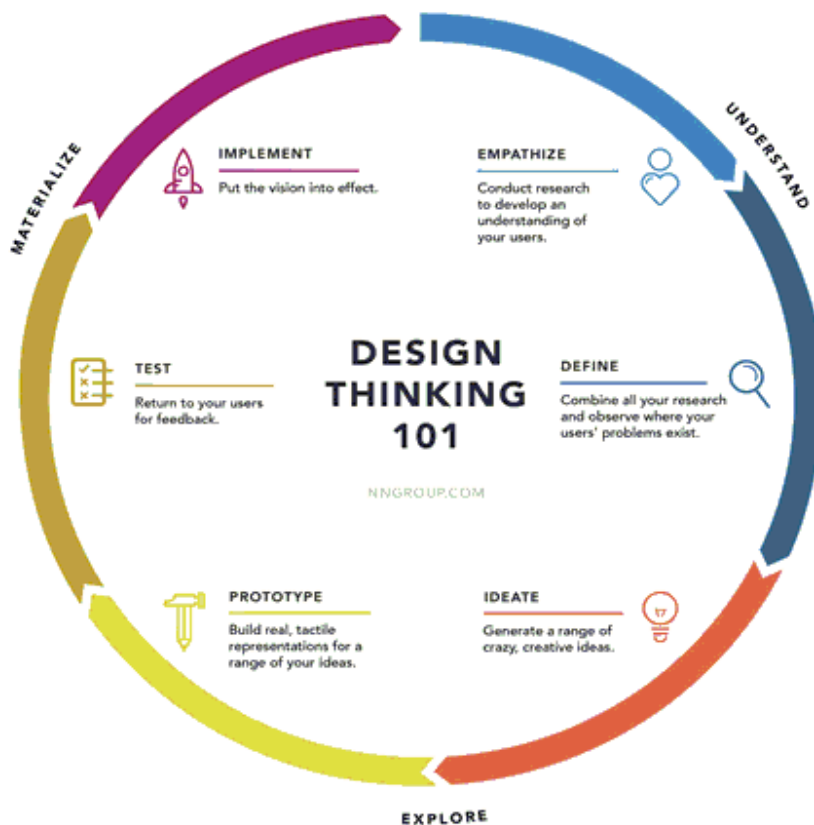 DESIGN
THINKING
101
NNGROUP.COM
UNDERSTAND
EMPATHIZE
Conduct research
to develop an
understanding of
your users.
DEFINE
Combine all your research
and observe where your
users' problems exist.
EXPLORE
IDEATE
Generate a range of
crazy, creative ideas.
PROTOTYPE
Build real, tactile
representations for a
range of your ideas.
MATERIALIZE
TEST
Return to your users
for feedback.
IMPLEMENT
Put the vision into effect.